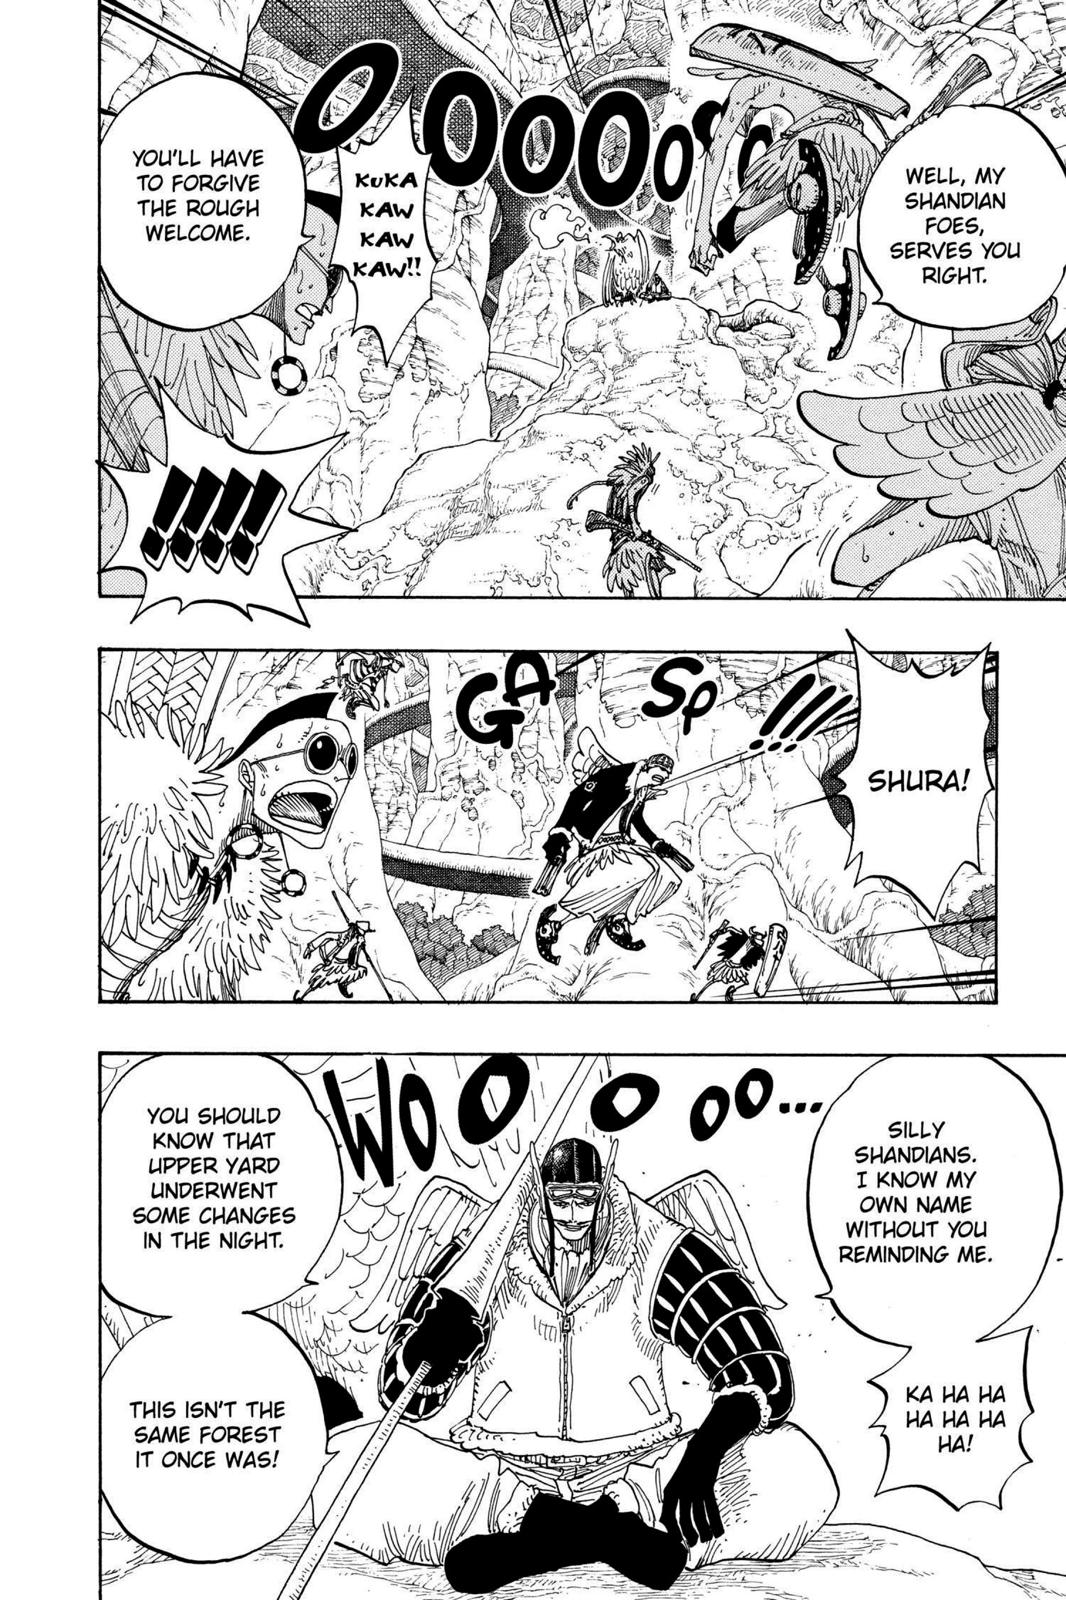 WELL, MY
SHANDIAN
FOES,
SERVES YOU
RIGHT.
OOOOOOOO
KUKA
KAW
KAW
KAW!!
YOU'LL HAVE
TO FORGIVE
THE ROUGH
WELCOME.
!!!!
SHURA!
GASP
!!!!
SILLY
SHANDIANS.
I KNOW MY
OWN NAME
WITHOUT YOU
REMINDING ME.
KA HA HA
HA HA HA
HA!
WOOOOO...
YOU SHOULD
KNOW THAT
UPPER YARD
UNDERWENT
SOME CHANGES
IN THE NIGHT.
THIS ISN'T THE
SAME FOREST
IT ONCE WAS!